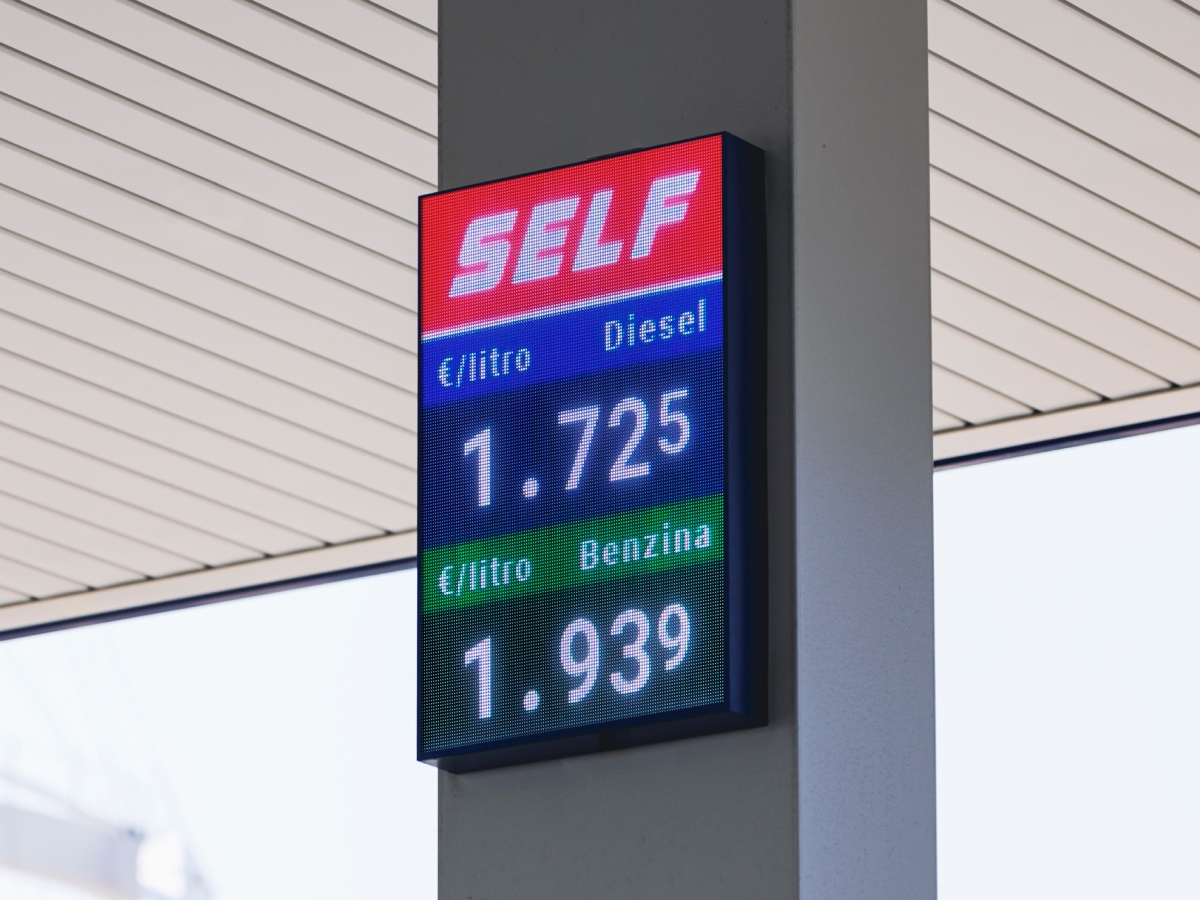 SELF
€/litro Diesel
1.725
€/litro Benzina
1.939